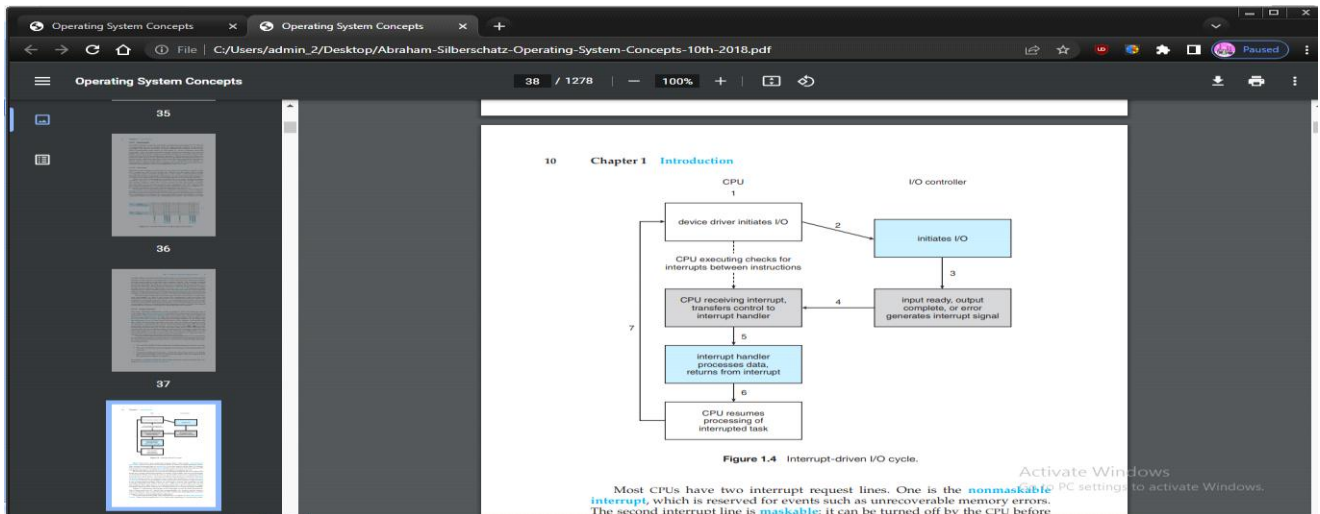 Operating System Concepts
Operating System Concepts
File | C:/Users/admin_2/Desktop/Abraham-Silberschatz-Operating-System-Concepts-10th-2018.pdf
Paused
Operating System Concepts
38 / 1278
100%
35
36
37
10 Chapter 1 Introduction
CPU
I/O controller
1
device driver initiates I/O
2
initiates I/O
CPU executing checks for
interrupts between instructions
3
CPU receiving interrupt,
transfers control to
interrupt handler
4
input ready, output
complete, or error
generates interrupt signal
7
5
interrupt handler
processes data,
returns from interrupt
6
CPU resumes
processing of
interrupted task
Figure 1.4 Interrupt-driven I/O cycle.
Activate Windows
Go to PC settings to activate Windows.
Most CPUs have two interrupt request lines. One is the nonmaskable
interrupt, which is reserved for events such as unrecoverable memory errors.
The second interrupt line is maskable: it can be turned off by the CPU before